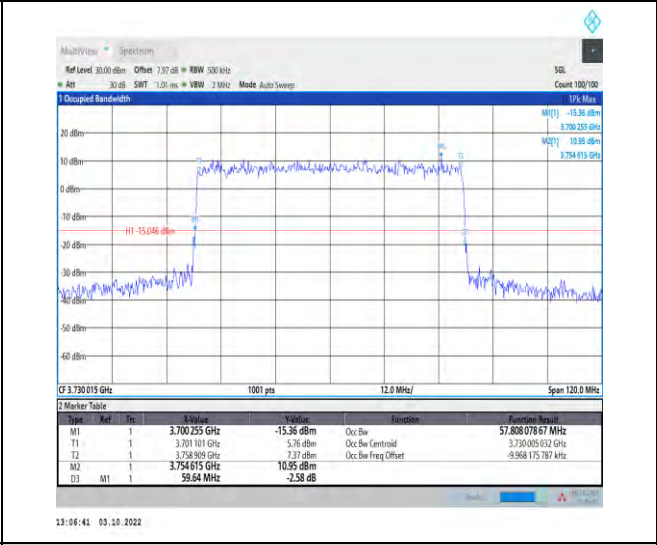 MultiView Spectrum
Ref Level 30.00 dBm Offset 7.97 dB RBW 500 kHz SGL
Att 30 dB SWT 1.01 ms VBW 2 MHz Mode Auto Sweep Count 100/100
1 Occupied Bandwidth 1Pk Max
M1[1] -15.36 dBm
3.700 255 GHz
M2[1] 10.95 dBm
3.754 615 GHz
20 dBm
10 dBm
0 dBm
-10 dBm
H1 -15.046 dBm
-20 dBm
-30 dBm
-40 dBm
-50 dBm
-60 dBm
M1
M2
T1
T2
D3
CF 3.730 015 GHz 1001 pts 12.0 MHz/ Span 120.0 MHz
2 Marker Table
Type Ref Trc X-Value Y-Value Function Function Result
M1 1 3.700 255 GHz -15.36 dBm Occ Bw 57.808 078 67 MHz
T1 1 3.701 101 GHz 5.76 dBm Occ Bw Centroid 3.730 005 032 GHz
T2 1 3.758 909 GHz 7.37 dBm Occ Bw Freq Offset -9.968 175 787 kHz
M2 1 3.754 615 GHz 10.95 dBm
D3 M1 1 59.64 MHz -2.58 dB
13:06:41 03.10.2022